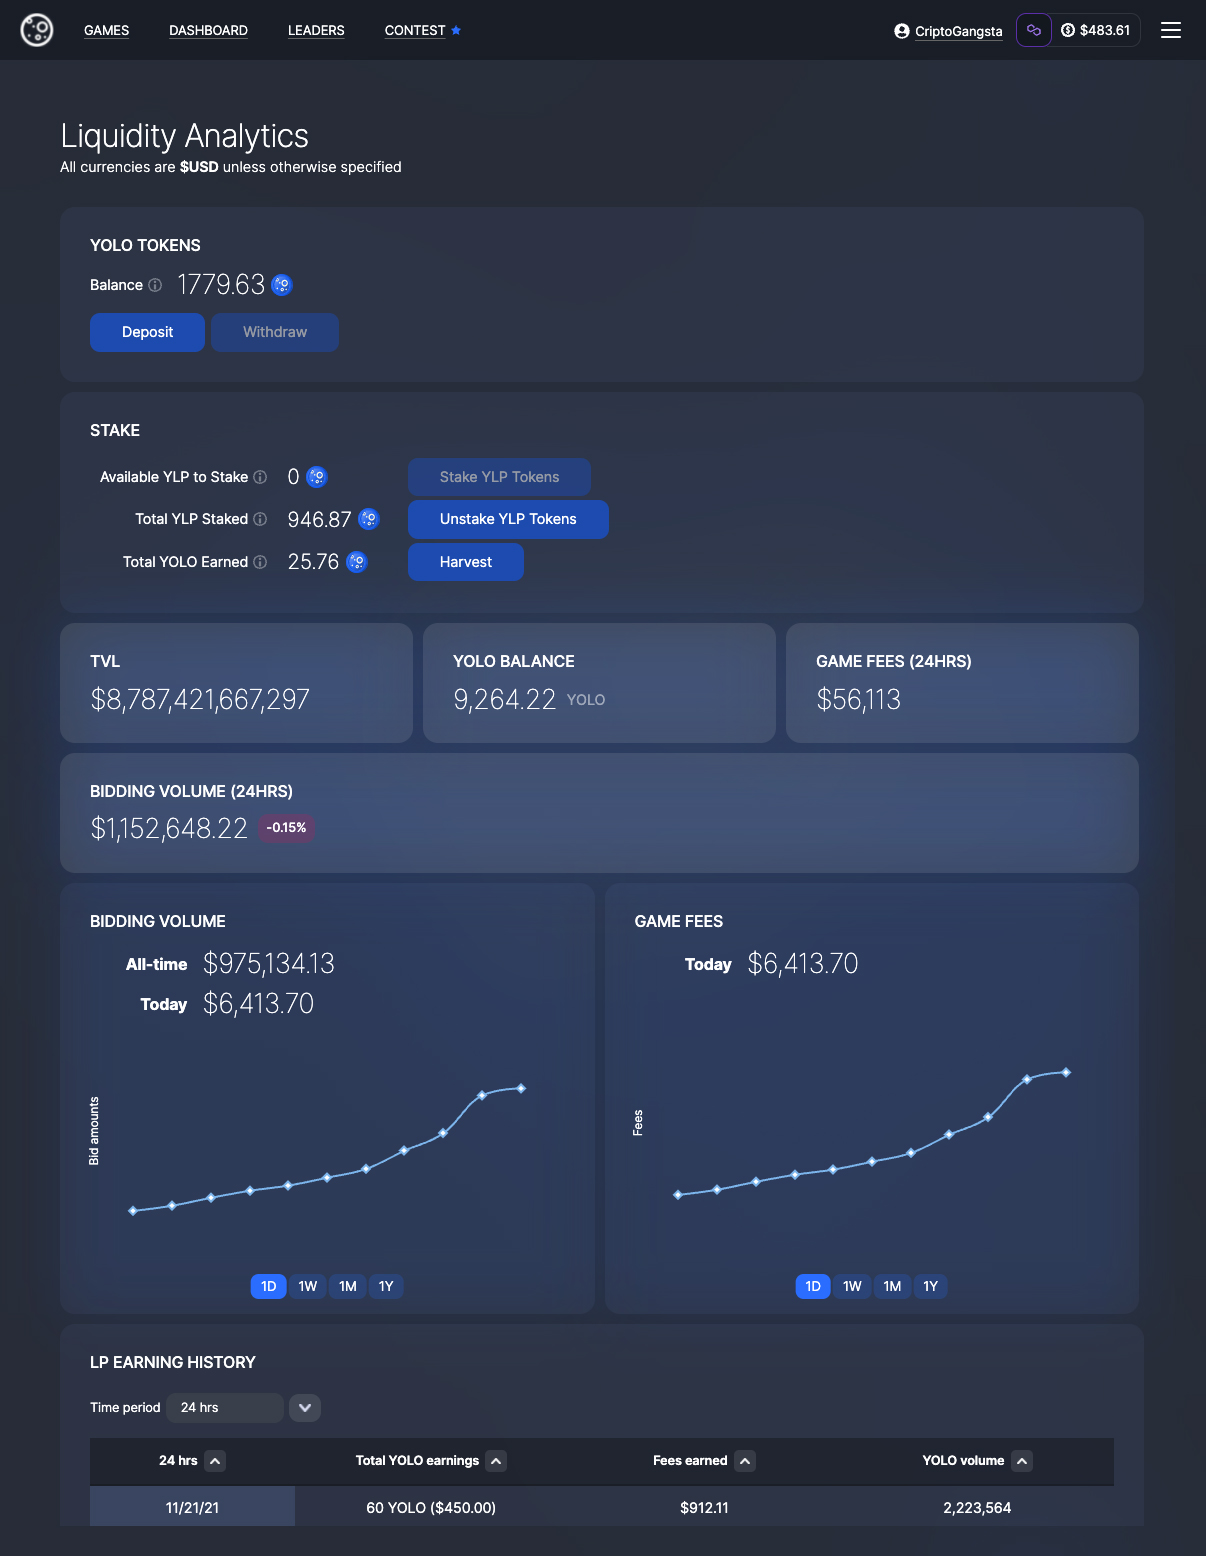 GAMES DASHBOARD LEADERS CONTEST CriptoGangsta $483.61
Liquidity Analytics
All currencies are $USD unless otherwise specified
YOLO TOKENS
Balance 1779.63
Deposit Withdraw
STAKE
Available YLP to Stake 0 Stake YLP Tokens
Total YLP Staked 946.87 Unstake YLP Tokens
Total YOLO Earned 25.76 Harvest
TVL
$8,787,421,667,297
YOLO BALANCE
9,264.22 YOLO
GAME FEES (24HRS)
$56,113
BIDDING VOLUME (24HRS)
$1,152,648.22 -0.15%
BIDDING VOLUME
All-time $975,134.13
Today $6,413.70
Bid amounts
1D 1W 1M 1Y
GAME FEES
Today $6,413.70
Fees
1D 1W 1M 1Y
LP EARNING HISTORY
Time period 24 hrs
24 hrs Total YOLO earnings Fees earned YOLO volume
11/21/21 60 YOLO ($450.00) $912.11 2,223,564